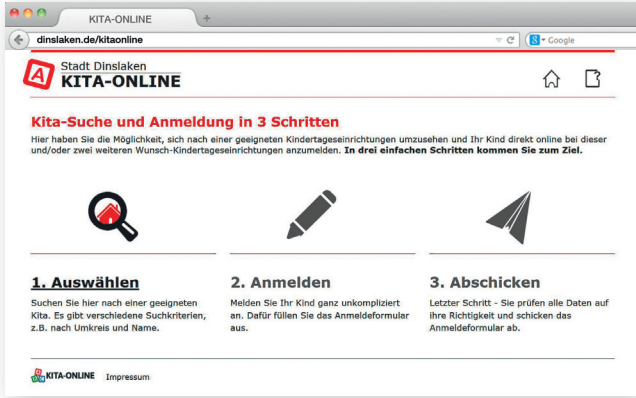 KITA-ONLINE
dinslaken.de/kitaonline
Google
A
Stadt Dinslaken
KITA-ONLINE
Kita-Suche und Anmeldung in 3 Schritten
Hier haben Sie die Möglichkeit, sich nach einer geeigneten Kindertageseinrichtungen umzusehen und Ihr Kind direkt online bei dieser
und/oder zwei weiteren Wunsch-Kindertageseinrichtungen anzumelden. In drei einfachen Schritten kommen Sie zum Ziel.
1. Auswählen
Suchen Sie hier nach einer geeigneten
Kita. Es gibt verschiedene Suchkriterien,
z.B. nach Umkreis und Name.
2. Anmelden
Melden Sie Ihr Kind ganz unkompliziert
an. Dafür füllen Sie das Anmeldeformular
aus.
3. Abschicken
Letzter Schritt - Sie prüfen alle Daten auf
ihre Richtigkeit und schicken das
Anmeldeformular ab.
KITA-ONLINE Impressum